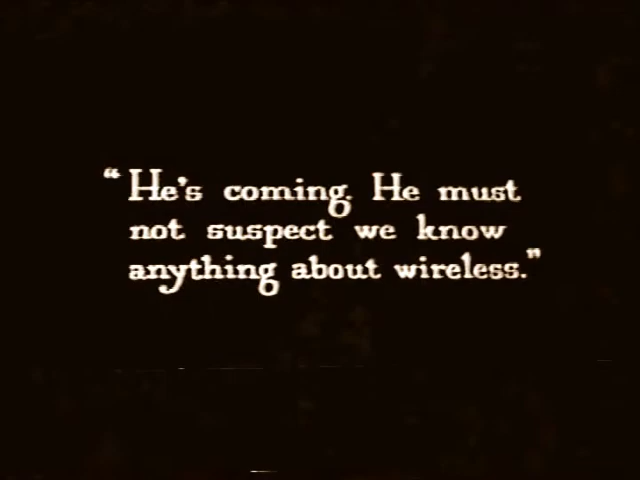 “He's coming. He must
not suspect we know
anything about wireless.”